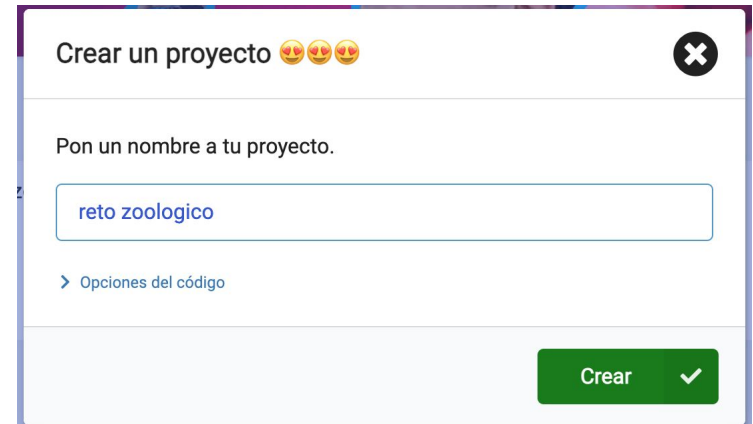 Crear un proyecto 😍😍😍
Pon un nombre a tu proyecto.
reto zoologico
Opciones del código
Crear